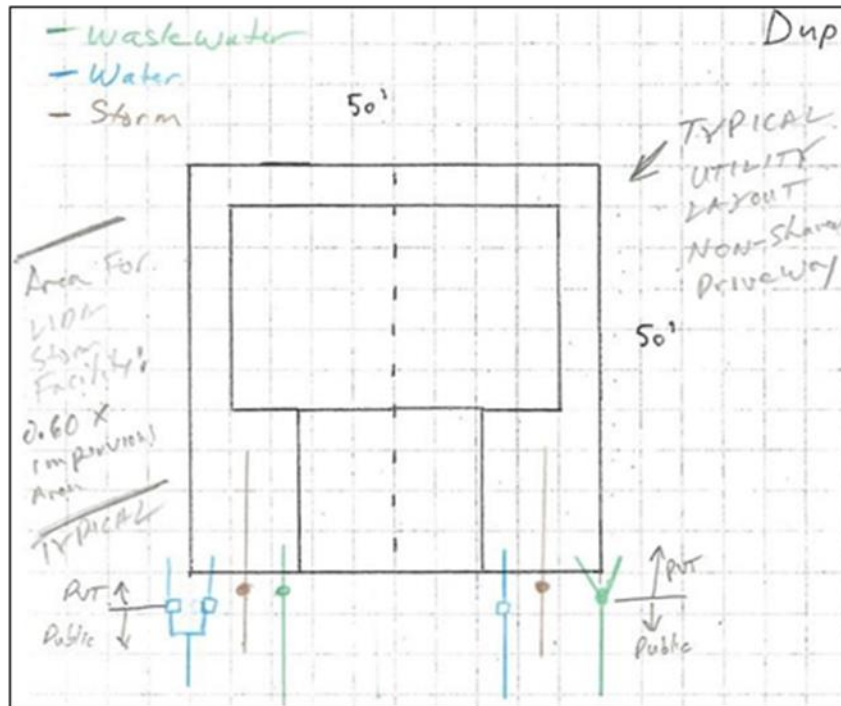 Wastewater
Water
Storm
Dup
50'
TYPICAL
UTILITY
LAYOUT
NON-Shared
Driveway
50'
Area For
LIDA
Storm
Facility's
0.60 x
impervious
Area
TYPICAL
PVT
Public
PVT
Public